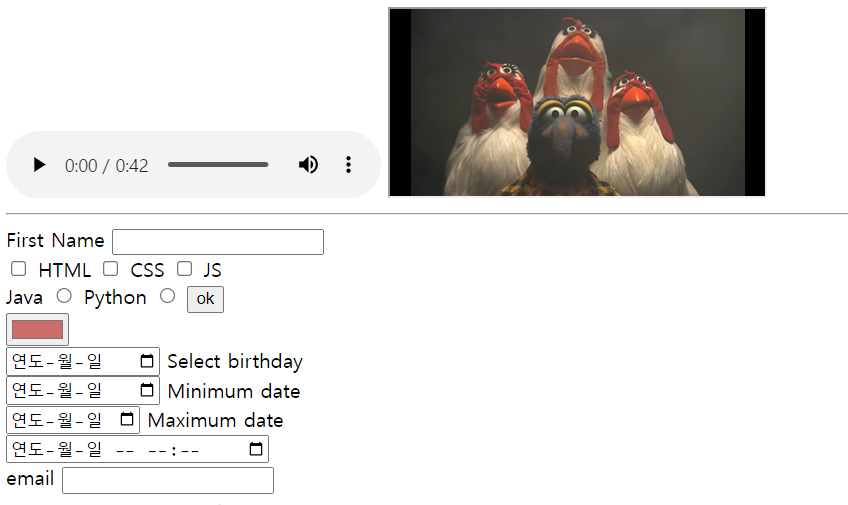 0:00 / 0:42
First Name
HTML CSS JS
Java Python ok
연도-월-일 Select birthday
연도-월-일 Minimum date
연도-월-일 Maximum date
연도-월-일 -- --:--
email